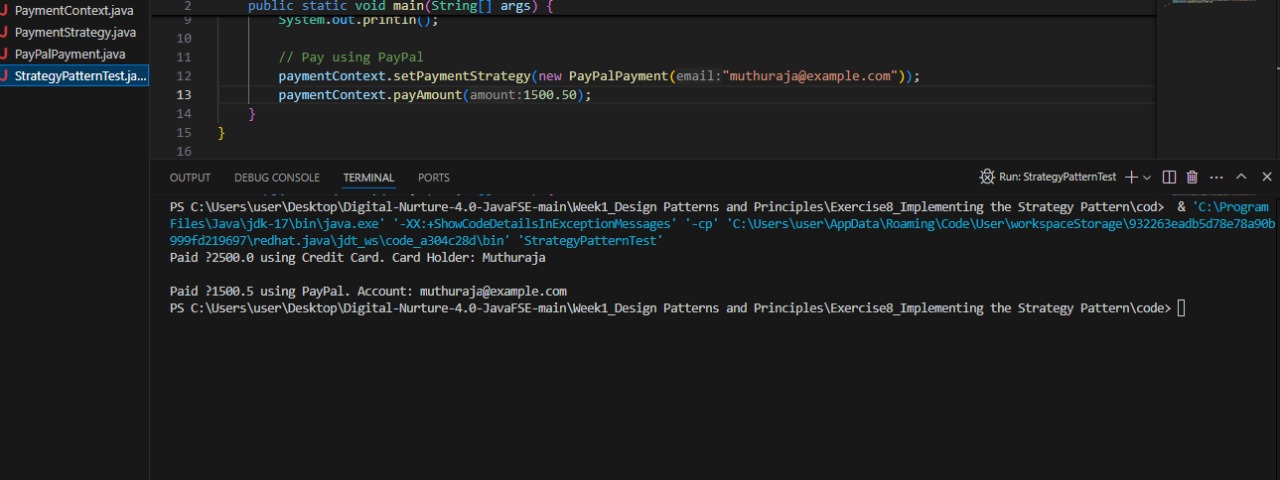 PaymentContext.java
PaymentStrategy.java
PayPalPayment.java
StrategyPatternTest.ja...
2 public static void main(String[] args) {
9 System.out.println();
10
11 // Pay using PayPal
12 paymentContext.setPaymentStrategy(new PayPalPayment(email:"muthuraja@example.com"));
13 paymentContext.payAmount(amount:1500.50);
14 }
15 }
16
OUTPUT DEBUG CONSOLE TERMINAL PORTS Run: StrategyPatternTest
PS C:\Users\user\Desktop\Digital-Nurture-4.0-JavaFSE-main\Week1_Design Patterns and Principles\Exercise8_Implementing the Strategy Pattern\cod> & 'C:\Program
Files\Java\jdk-17\bin\java.exe' '-XX:+ShowCodeDetailsInExceptionMessages' '-cp' 'C:\Users\user\AppData\Roaming\Code\User\workspaceStorage\932263eadb5d78e78a90b
999fd219697\redhat.java\jdt_ws\code_a304c28d\bin' 'StrategyPatternTest'
Paid ?2500.0 using Credit Card. Card Holder: Muthuraja
Paid ?1500.5 using PayPal. Account: muthuraja@example.com
PS C:\Users\user\Desktop\Digital-Nurture-4.0-JavaFSE-main\Week1_Design Patterns and Principles\Exercise8_Implementing the Strategy Pattern\code>